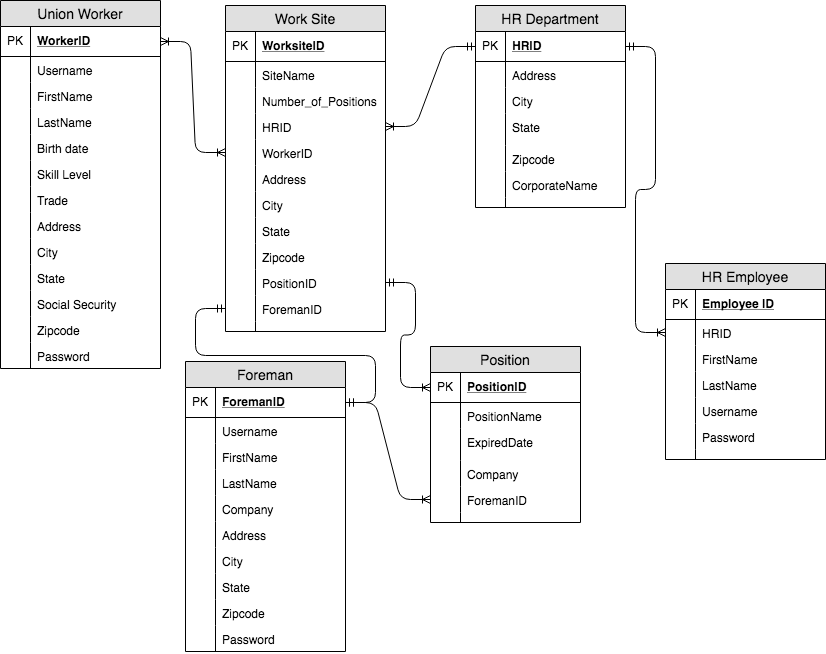 Union Worker
PK WorkerID
Username
FirstName
LastName
Birth date
Skill Level
Trade
Address
City
State
Social Security
Zipcode
Password
Work Site
PK WorksiteID
SiteName
Number_of_Positions
HRID
WorkerID
Address
City
State
Zipcode
PositionID
ForemanID
HR Department
PK HRID
Address
City
State
Zipcode
CorporateName
HR Employee
PK Employee ID
HRID
FirstName
LastName
Username
Password
Foreman
PK ForemanID
Username
FirstName
LastName
Company
Address
City
State
Zipcode
Password
Position
PK PositionID
PositionName
ExpiredDate
Company
ForemanID